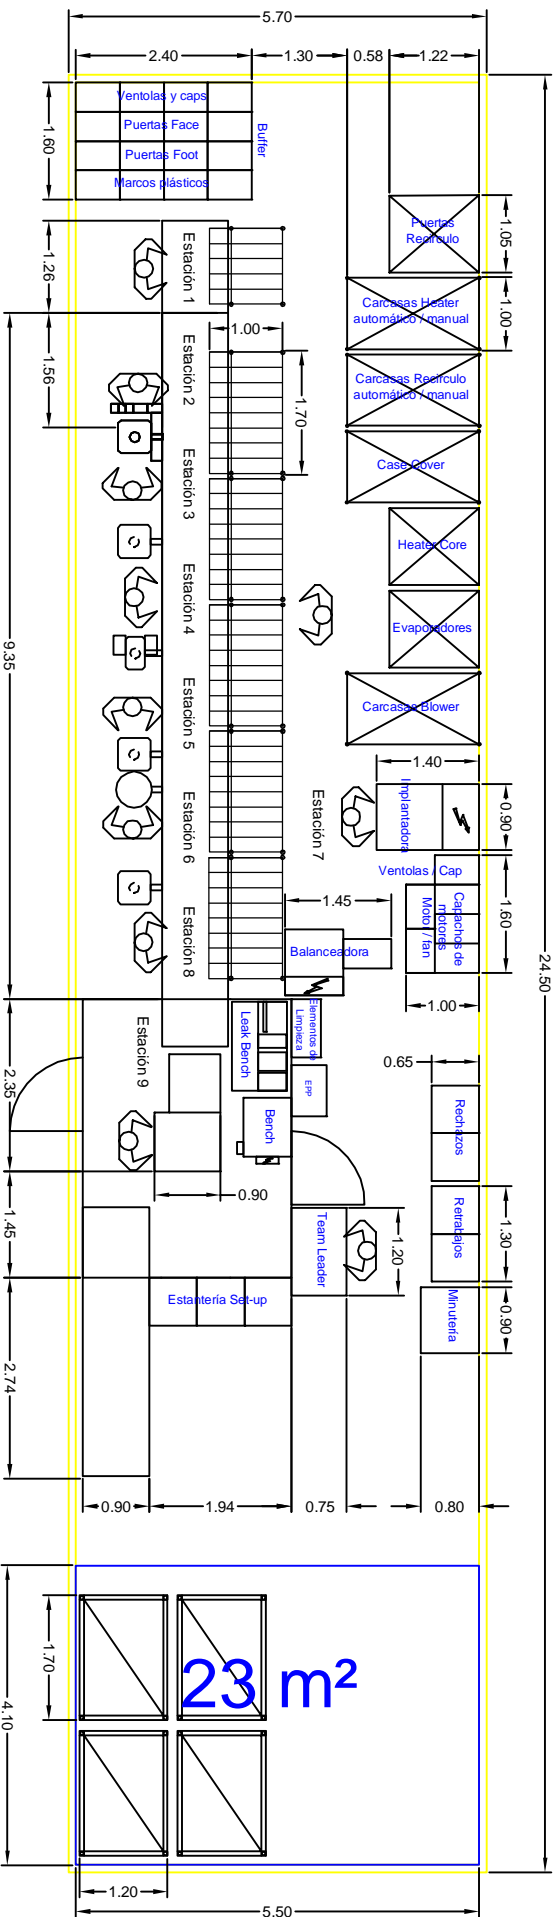 5.70
2.40
1.30
0.58
1.22
Ventolas y caps
Puertas Face
Puertas Foot
Marcos plásticos
Buffer
1.60
1.26
1.56
9.35
24.50
Puertas
Recirculo
1.05
Carcasas Heater
automático / manual
1.00
Carcasas Recirculo
automático / manual
Case Cover
Heater Core
Evaporadores
Carcasas Blower
Estación 1
1.00
Estación 2
1.70
Estación 3
Estación 4
Estación 5
Estación 6
Estación 7
Estación 8
1.40
Implantadora
0.90
Ventolas / Cap
Capachos de
motores
Motor / fan
1.60
1.00
1.45
Balanceadora
Elementos de
Limpieza
Leak Bench
EPP
Bench
Estación 9
2.35
0.90
0.65
Rechazos
Retrabajos
1.30
Minutería
0.90
Team Leader
1.20
1.45
Estantería Set-up
2.74
0.90
1.94
0.75
0.80
23 m²
1.70
4.10
1.20
5.50